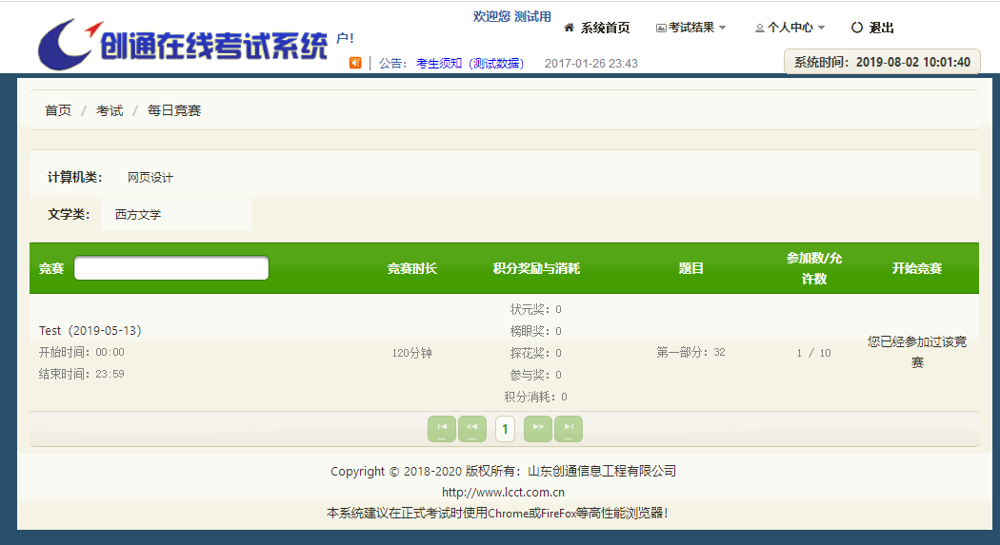 创通在线考试系统
欢迎您 测试用
户!
系统首页
考试结果
个人中心
退出
公告： 考生须知（测试数据） 2017-01-26 23:43
系统时间：2019-08-02 10:01:40
首页 / 考试 / 每日竞赛
计算机类： 网页设计
文学类： 西方文学
竞赛
竞赛时长
积分奖励与消耗
题目
参加数/允
许数
开始竞赛
Test（2019-05-13）
开始时间：00:00
结束时间：23:59
120分钟
状元奖：0
榜眼奖：0
探花奖：0
参与奖：0
积分消耗：0
第一部分：32
1 / 10
您已经参加过该竞
赛
1
Copyright © 2018-2020 版权所有：山东创通信息工程有限公司
http://www.lcct.com.cn
本系统建议在正式考试时使用Chrome或FireFox等高性能浏览器!